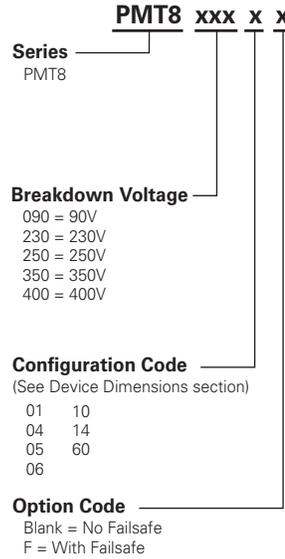 PMT8 xxx x x
Series
PMT8
Breakdown Voltage
090 = 90V
230 = 230V
250 = 250V
350 = 350V
400 = 400V
Configuration Code
(See Device Dimensions section)
01 10
04 14
05 60
06
Option Code
Blank = No Failsafe
F = With Failsafe